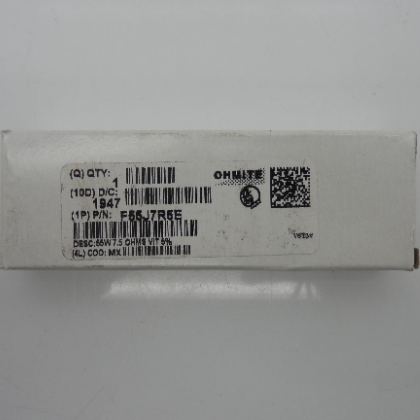 (Q) QTY:
1
OHMITE
(10D) D/C:
1947
(1P) P/N: F55J7R5E
DESC:55W 7.5 OHMS VIT 5%
(4L) COO: MX